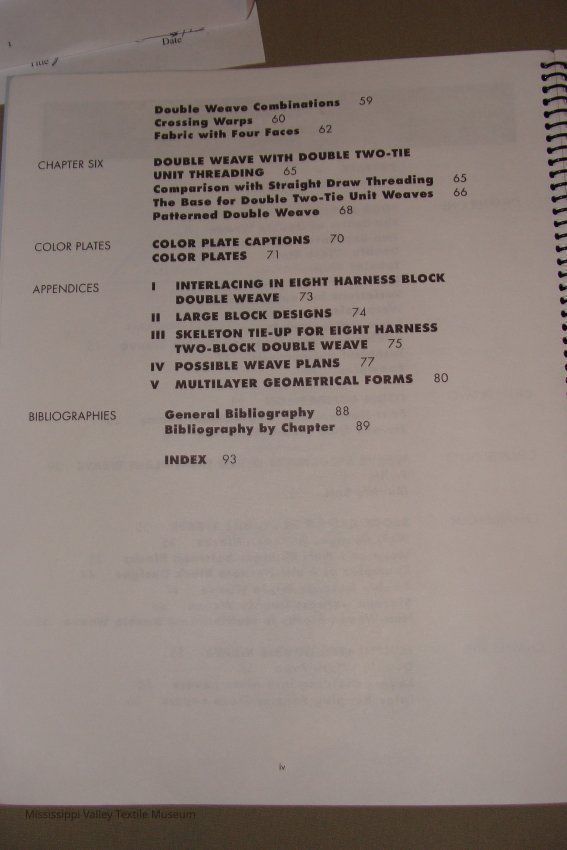 Date
Double Weave Combinations 59
Crossing Warps 60
Fabric with Four Faces 62
CHAPTER SIX DOUBLE WEAVE WITH DOUBLE TWO-TIE
UNIT THREADING 65
Comparison with Straight Draw Threading 65
The Base for Double Two-Tie Unit Weaves 66
Patterned Double Weave 68
COLOR PLATES COLOR PLATE CAPTIONS 70
COLOR PLATES 71
APPENDICES I INTERLACING IN EIGHT HARNESS BLOCK
DOUBLE WEAVE 73
II LARGE BLOCK DESIGNS 74
III SKELETON TIE-UP FOR EIGHT HARNESS
TWO-BLOCK DOUBLE WEAVE 75
IV POSSIBLE WEAVE PLANS 77
V MULTILAYER GEOMETRICAL FORMS 80
BIBLIOGRAPHIES General Bibliography 88
Bibliography by Chapter 89
INDEX 93
iv
Mississippi Valley Textile Museum